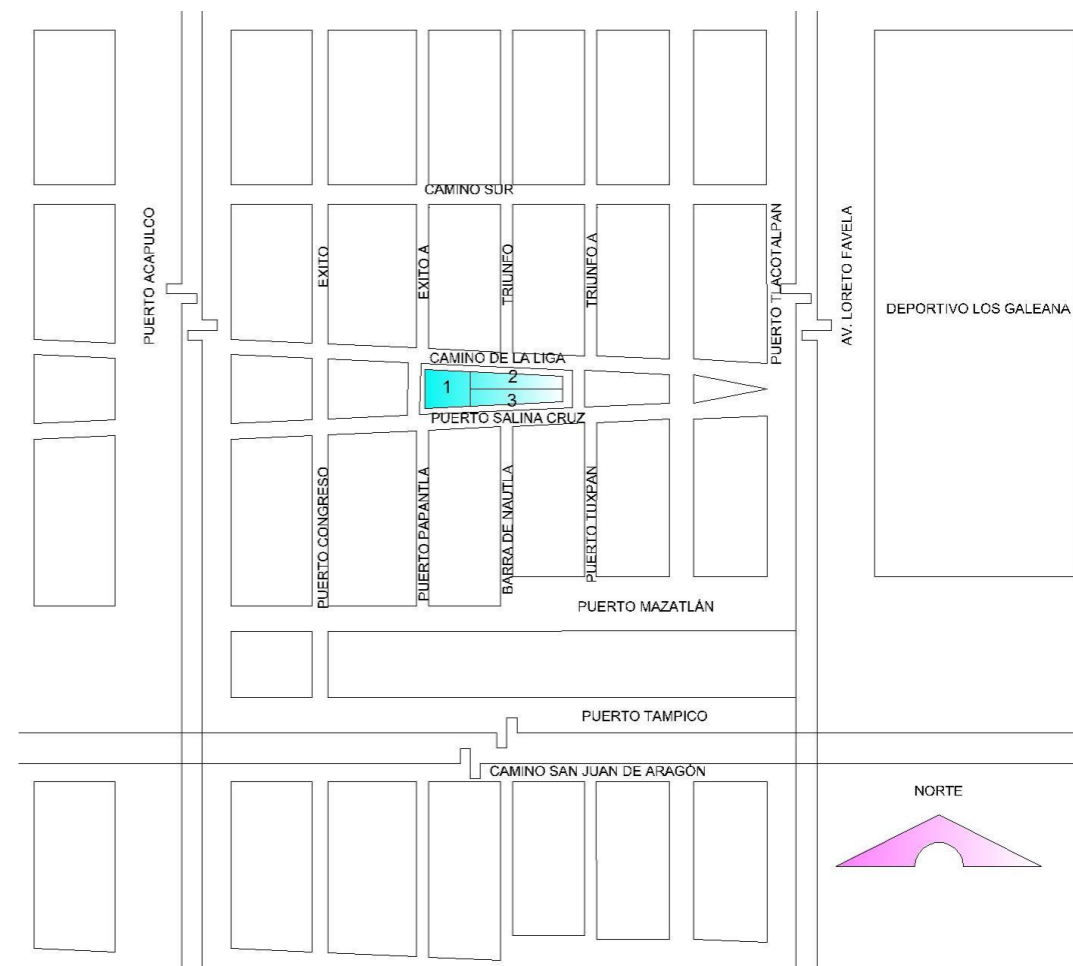 CAMINO SUR
PUERTO ACAPULCO
EXITO
EXITO A
TRIUNFO
TRIUNFO A
PUERTO TLACOTALPAN
AV. LORETO FAVELA
DEPORTIVO LOS GALEANA
CAMINO DE LA LIGA
1
2
3
PUERTO SALINA CRUZ
PUERTO CONGRESO
PUERTO PAPANTLA
BARRA DE NAUTLA
PUERTO TUXPAN
PUERTO MAZATLÁN
PUERTO TAMPICO
CAMINO SAN JUAN DE ARAGÓN
NORTE